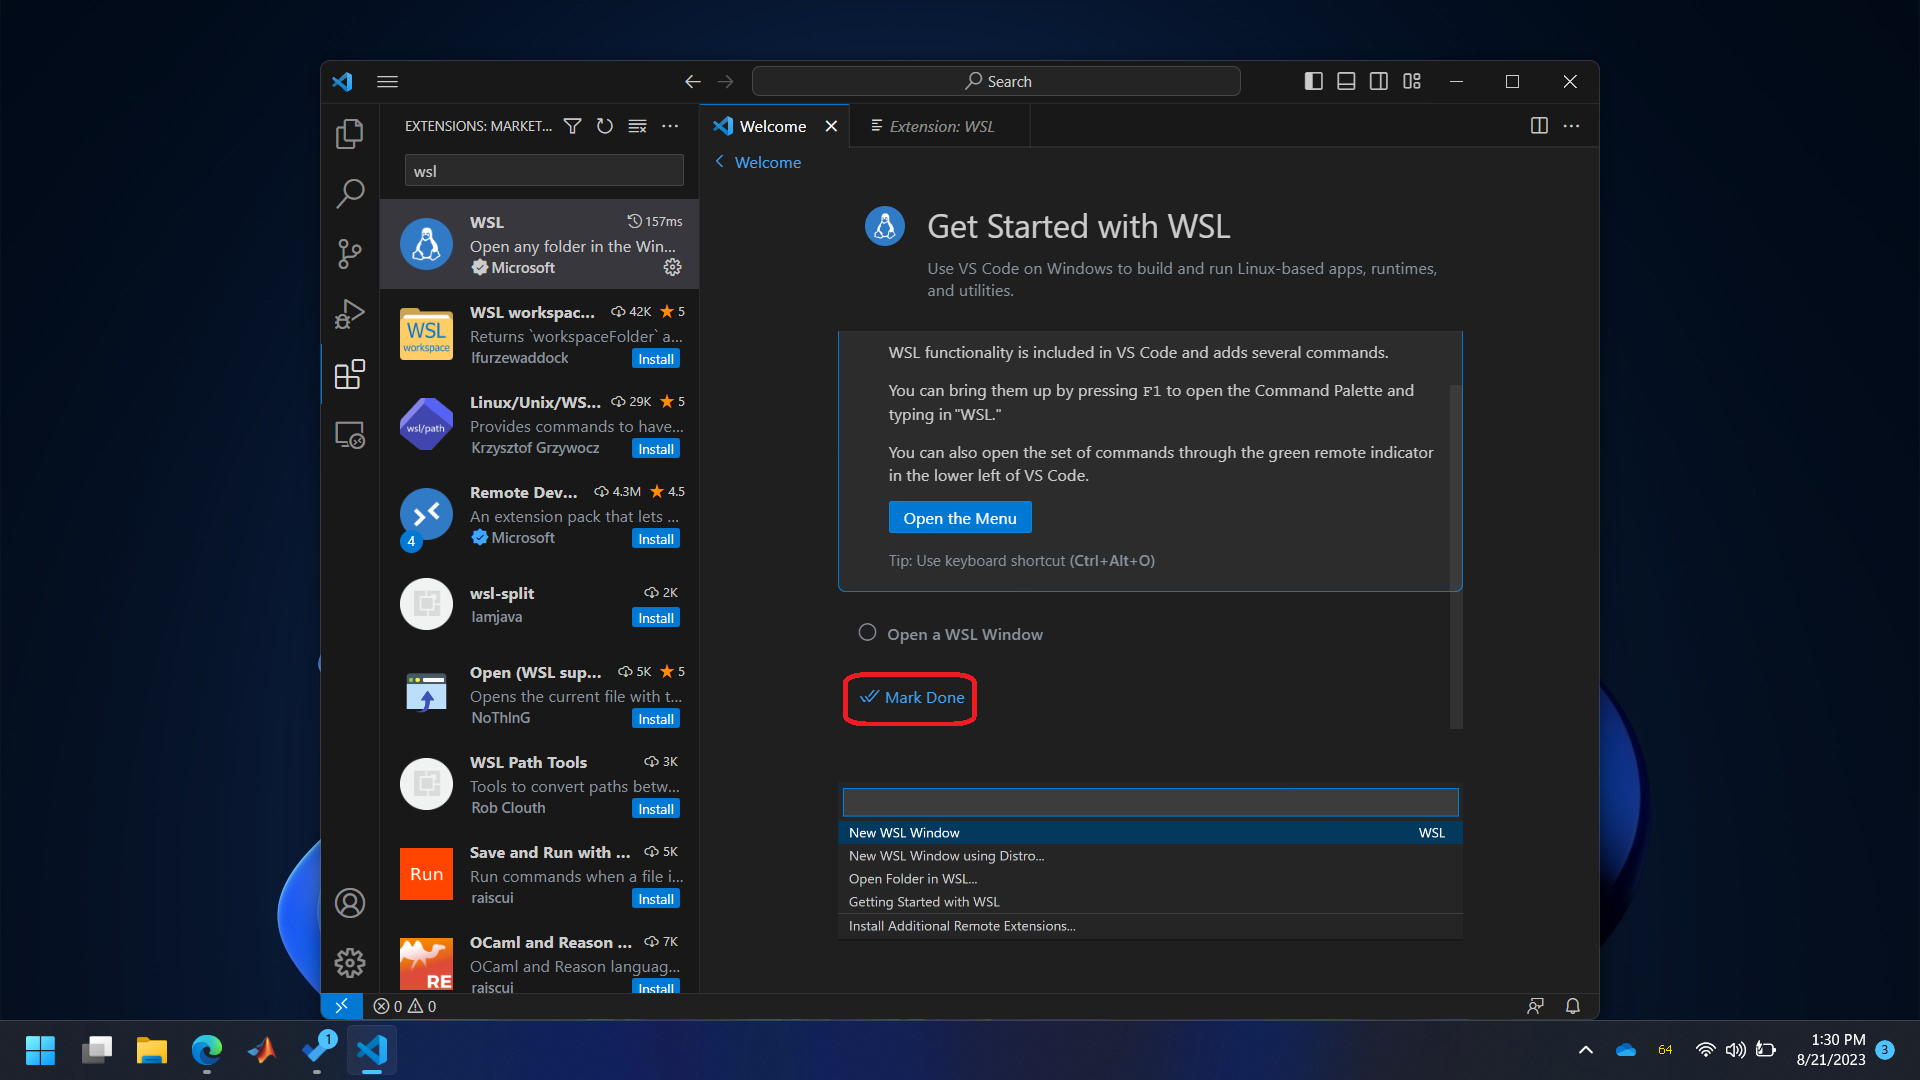 Search
EXTENSIONS: MARKET...
Welcome
Extension: WSL
wsl
Welcome
WSL
157ms
Open any folder in the Win...
Microsoft
WSL workspac...
42K
5
WSL
workspace
Returns `workspaceFolder` a...
lfurzewaddock
Install
Linux/Unix/WS...
29K
5
wsl/path
Provides commands to have...
Krzysztof Grzywocz
Install
Remote Dev...
4.3M
4.5
An extension pack that lets ...
4
Microsoft
Install
wsl-split
2K
Iamjava
Install
Open (WSL sup...
5K
5
Opens the current file with t...
NoThInG
Install
WSL Path Tools
3K
Tools to convert paths betw...
Rob Clouth
Install
Save and Run with ...
5K
Run
Run commands when a file i...
raiscui
Install
OCaml and Reason ...
7K
OCaml and Reason languag...
RE
raiscui
Install
Get Started with WSL
Use VS Code on Windows to build and run Linux-based apps, runtimes,
and utilities.
WSL functionality is included in VS Code and adds several commands.
You can bring them up by pressing F1 to open the Command Palette and
typing in "WSL."
You can also open the set of commands through the green remote indicator
in the lower left of VS Code.
Open the Menu
Tip: Use keyboard shortcut (Ctrl+Alt+O)
Open a WSL Window
Mark Done
New WSL Window
WSL
New WSL Window using Distro...
Open Folder in WSL...
Getting Started with WSL
Install Additional Remote Extensions...
0
0
1
64
1:30 PM
8/21/2023
3